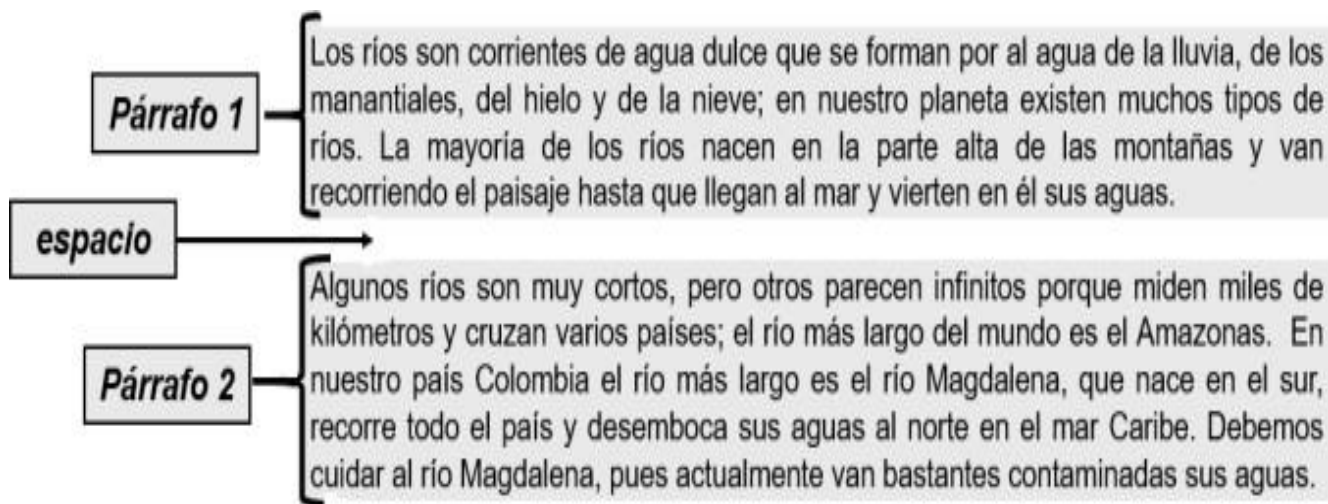 Párrafo 1
Los ríos son corrientes de agua dulce que se forman por al agua de la lluvia, de los
manantiales, del hielo y de la nieve; en nuestro planeta existen muchos tipos de
ríos. La mayoría de los ríos nacen en la parte alta de las montañas y van
recorriendo el paisaje hasta que llegan al mar y vierten en él sus aguas.
espacio
Párrafo 2
Algunos ríos son muy cortos, pero otros parecen infinitos porque miden miles de
kilómetros y cruzan varios países; el río más largo del mundo es el Amazonas. En
nuestro país Colombia el río más largo es el río Magdalena, que nace en el sur,
recorre todo el país y desemboca sus aguas al norte en el mar Caribe. Debemos
cuidar al río Magdalena, pues actualmente van bastantes contaminadas sus aguas.